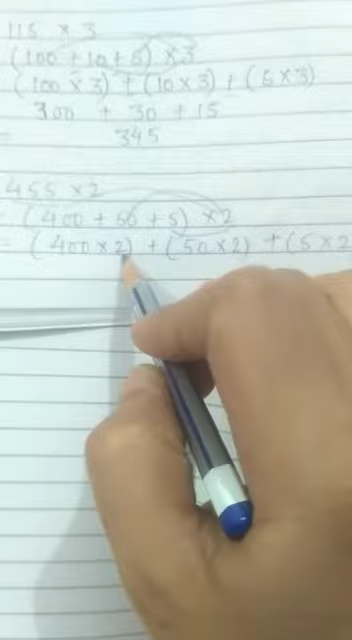 115 × 3
(100 + 10 + 5) × 3
(100 × 3) + (10 × 3) + (5 × 3)
300 + 30 + 15
345
455 × 2
= (400 + 50 + 5) × 2
= (400 × 2) + (50 × 2) + (5 × 2